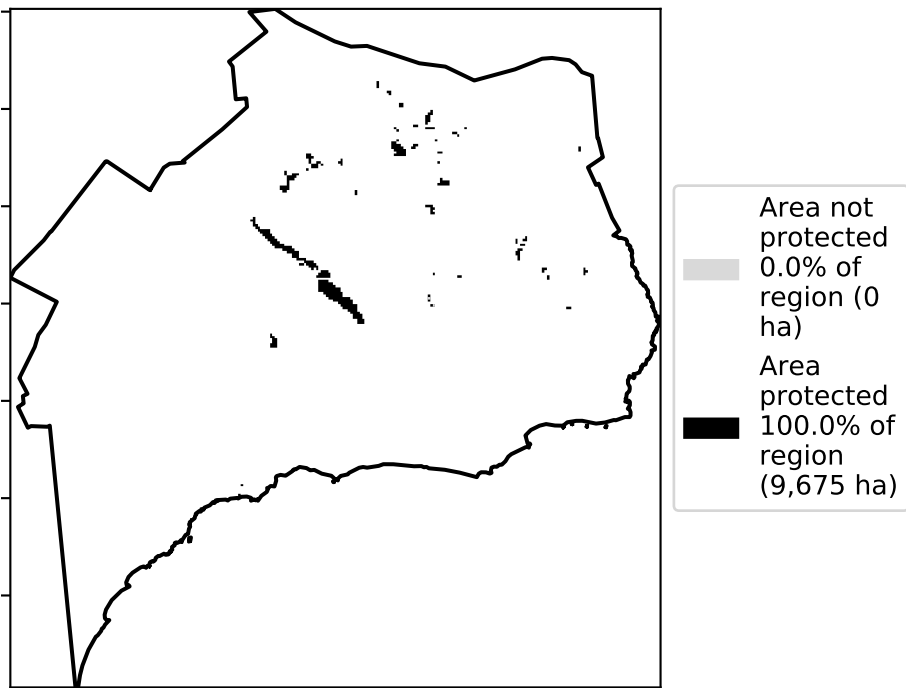 Area not
protected
0.0% of
region (0
ha)
Area
protected
100.0% of
region
(9,675 ha)